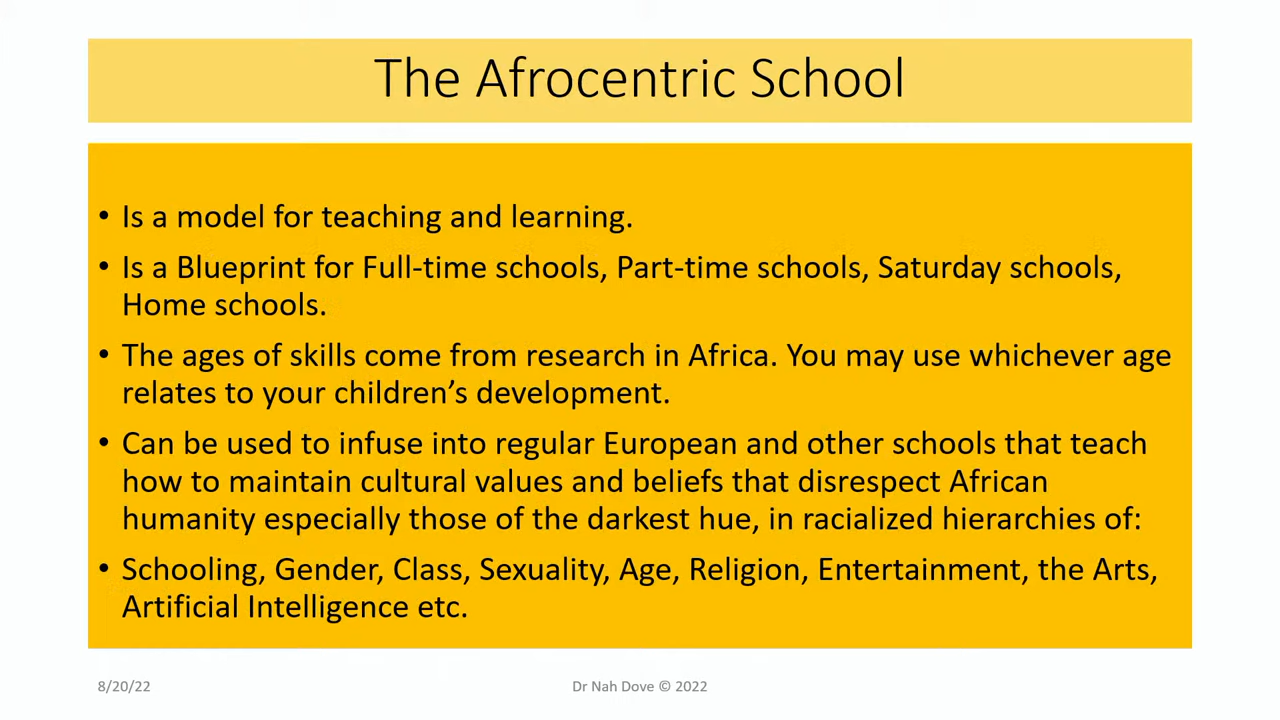 The Afrocentric School
• Is a model for teaching and learning.
• Is a Blueprint for Full-time schools, Part-time schools, Saturday schools,
Home schools.
• The ages of skills come from research in Africa. You may use whichever age
relates to your children’s development.
• Can be used to infuse into regular European and other schools that teach
how to maintain cultural values and beliefs that disrespect African
humanity especially those of the darkest hue, in racialized hierarchies of:
• Schooling, Gender, Class, Sexuality, Age, Religion, Entertainment, the Arts,
Artificial Intelligence etc.
8/20/22
Dr Nah Dove © 2022